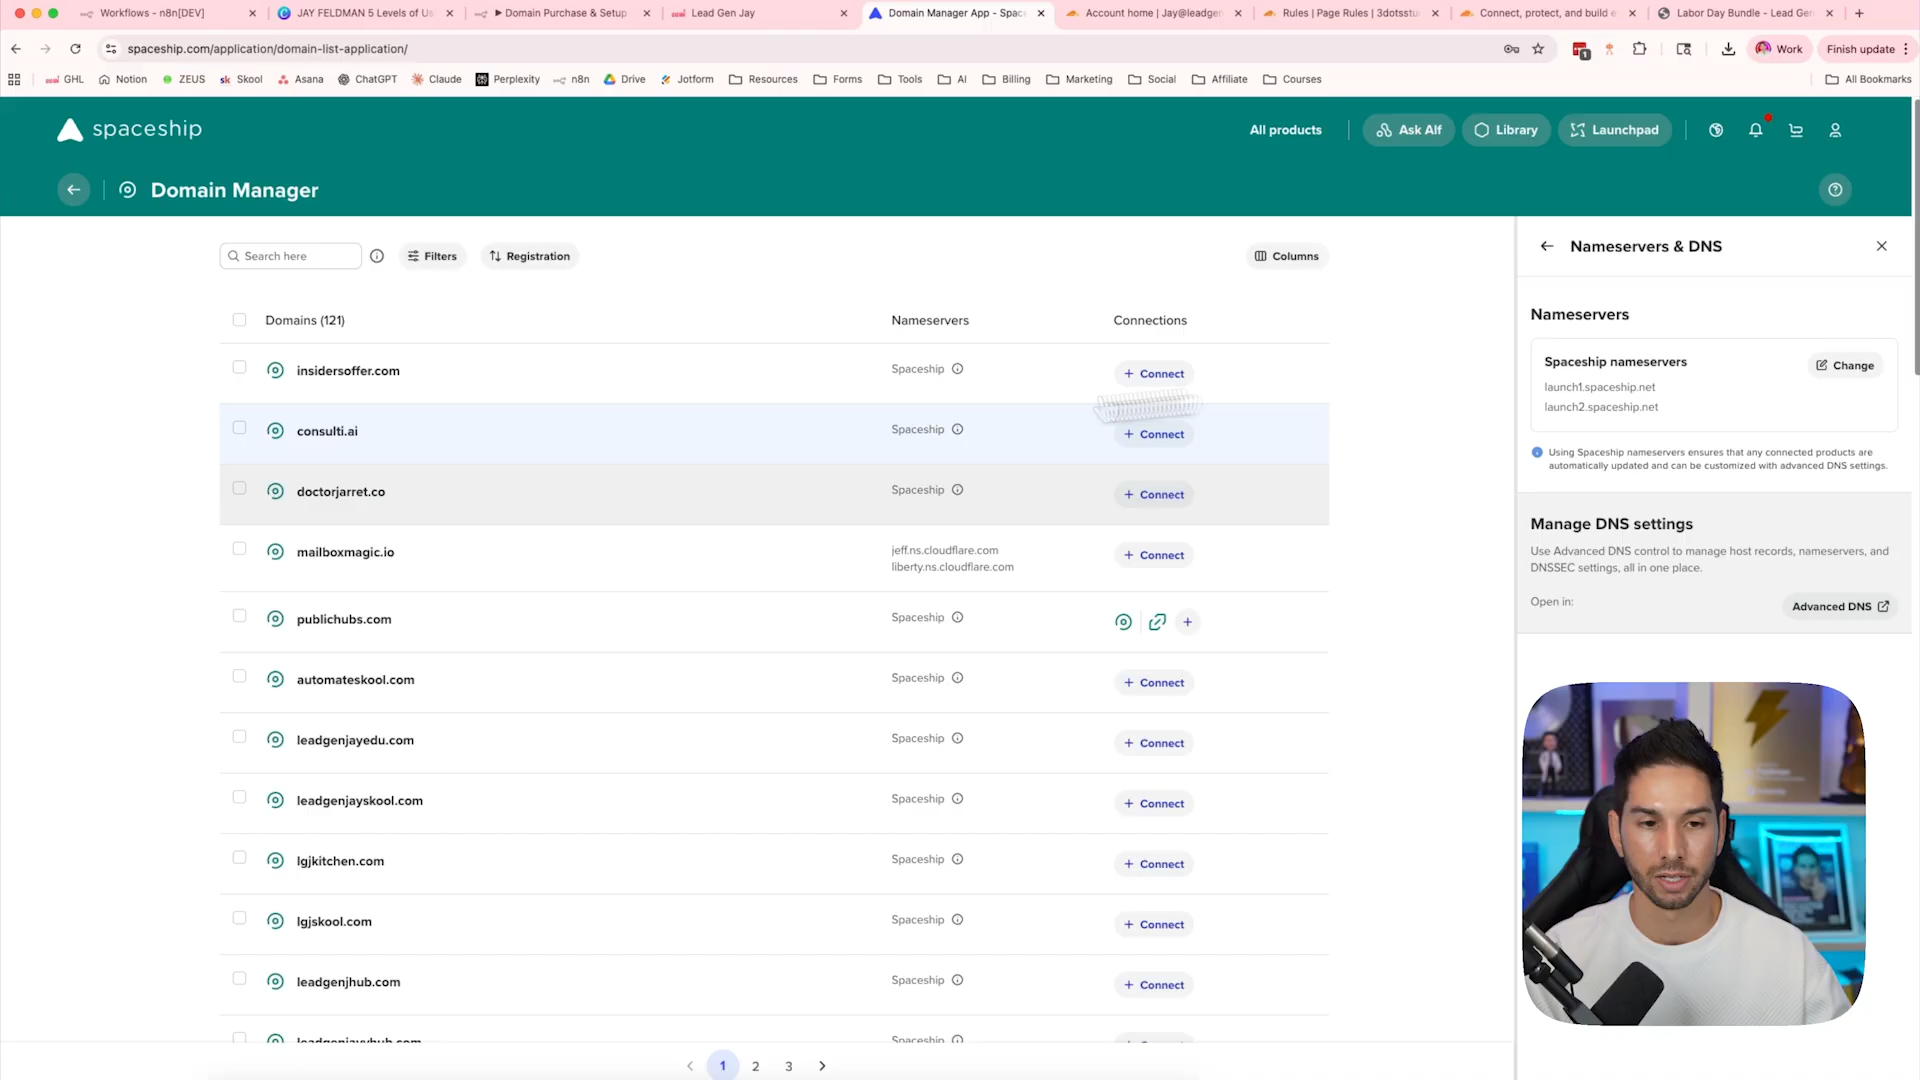 Workflows - n8n[DEV]
JAY FELDMAN 5 Levels of Us
Domain Purchase & Setup
Lead Gen Jay
Domain Manager App - Spac
Account home | Jay@leadgen
Rules | Page Rules | 3dotsstu
Connect, protect, and build e
Labor Day Bundle - Lead Gen
spaceship.com/application/domain-list-application/
1
Work
Finish update
GHL
Notion
ZEUS
sk Skool
Asana
ChatGPT
Claude
Perplexity
n8n
Drive
Jotform
Resources
Forms
Tools
AI
Billing
Marketing
Social
Affiliate
Courses
All Bookmarks
spaceship
All products
Ask Alf
Library
Launchpad
Domain Manager
Search here
Filters
Registration
Columns
Domains (121)
Nameservers
Connections
insidersoffer.com
Spaceship
+ Connect
consulti.ai
Spaceship
+ Connect
doctorjarret.co
Spaceship
+ Connect
mailboxmagic.io
jeff.ns.cloudflare.com
liberty.ns.cloudflare.com
+ Connect
publichubs.com
Spaceship
+
automateskool.com
Spaceship
+ Connect
leadgenjayedu.com
Spaceship
+ Connect
leadgenjayskool.com
Spaceship
+ Connect
lgjkitchen.com
Spaceship
+ Connect
lgjskool.com
Spaceship
+ Connect
leadgenjhub.com
Spaceship
+ Connect
Spaceship
1
2
3
Nameservers & DNS
Nameservers
Spaceship nameservers
Change
launch1.spaceship.net
launch2.spaceship.net
Using Spaceship nameservers ensures that any connected products are
automatically updated and can be customized with advanced DNS settings.
Manage DNS settings
Use Advanced DNS control to manage host records, nameservers, and
DNSSEC settings, all in one place.
Open in:
Advanced DNS